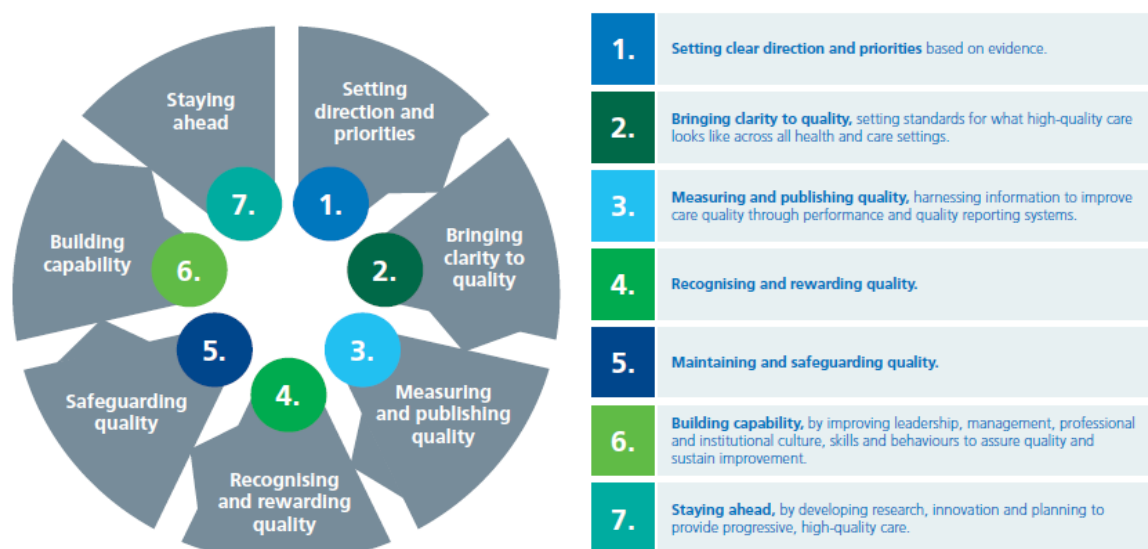 Setting
direction and
priorities
1.
Bringing
clarity to
quality
2.
Measuring
and publishing
quality
3.
Recognising
and rewarding
quality
4.
Safeguarding
quality
5.
Building
capability
6.
Staying
ahead
7.
1.
Setting clear direction and priorities based on evidence.
2.
Bringing clarity to quality, setting standards for what high-quality care
looks like across all health and care settings.
3.
Measuring and publishing quality, harnessing information to improve
care quality through performance and quality reporting systems.
4.
Recognising and rewarding quality.
5.
Maintaining and safeguarding quality.
6.
Building capability, by improving leadership, management, professional
and institutional culture, skills and behaviours to assure quality and
sustain improvement.
7.
Staying ahead, by developing research, innovation and planning to
provide progressive, high-quality care.